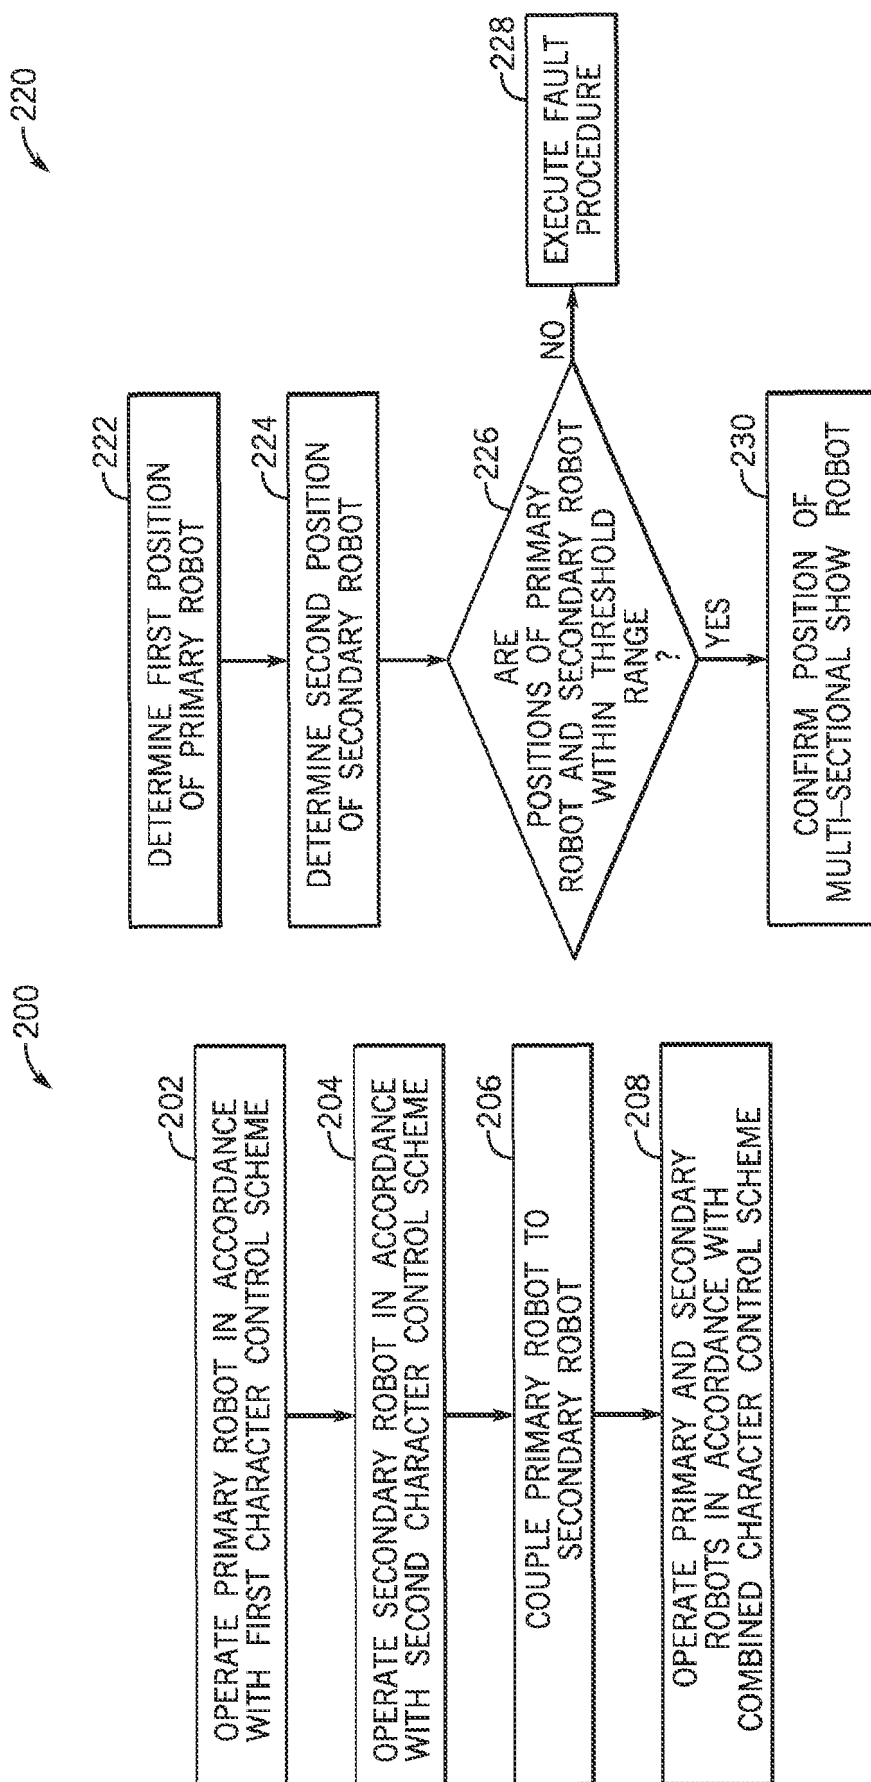 200
202
OPERATE PRIMARY ROBOT IN ACCORDANCE
WITH FIRST CHARACTER CONTROL SCHEME
204
OPERATE SECONDARY ROBOT IN ACCORDANCE
WITH SECOND CHARACTER CONTROL SCHEME
206
COUPLE PRIMARY ROBOT TO
SECONDARY ROBOT
208
OPERATE PRIMARY AND SECONDARY
ROBOTS IN ACCORDANCE WITH
COMBINED CHARACTER CONTROL SCHEME
220
222
DETERMINE FIRST POSITION
OF PRIMARY ROBOT
224
DETERMINE SECOND POSITION
OF SECONDARY ROBOT
226
ARE
POSITIONS OF PRIMARY
ROBOT AND SECONDARY ROBOT
WITHIN THRESHOLD
RANGE
?
NO
228
EXECUTE FAULT
PROCEDURE
YES
230
CONFIRM POSITION OF
MULTI-SECTIONAL SHOW ROBOT